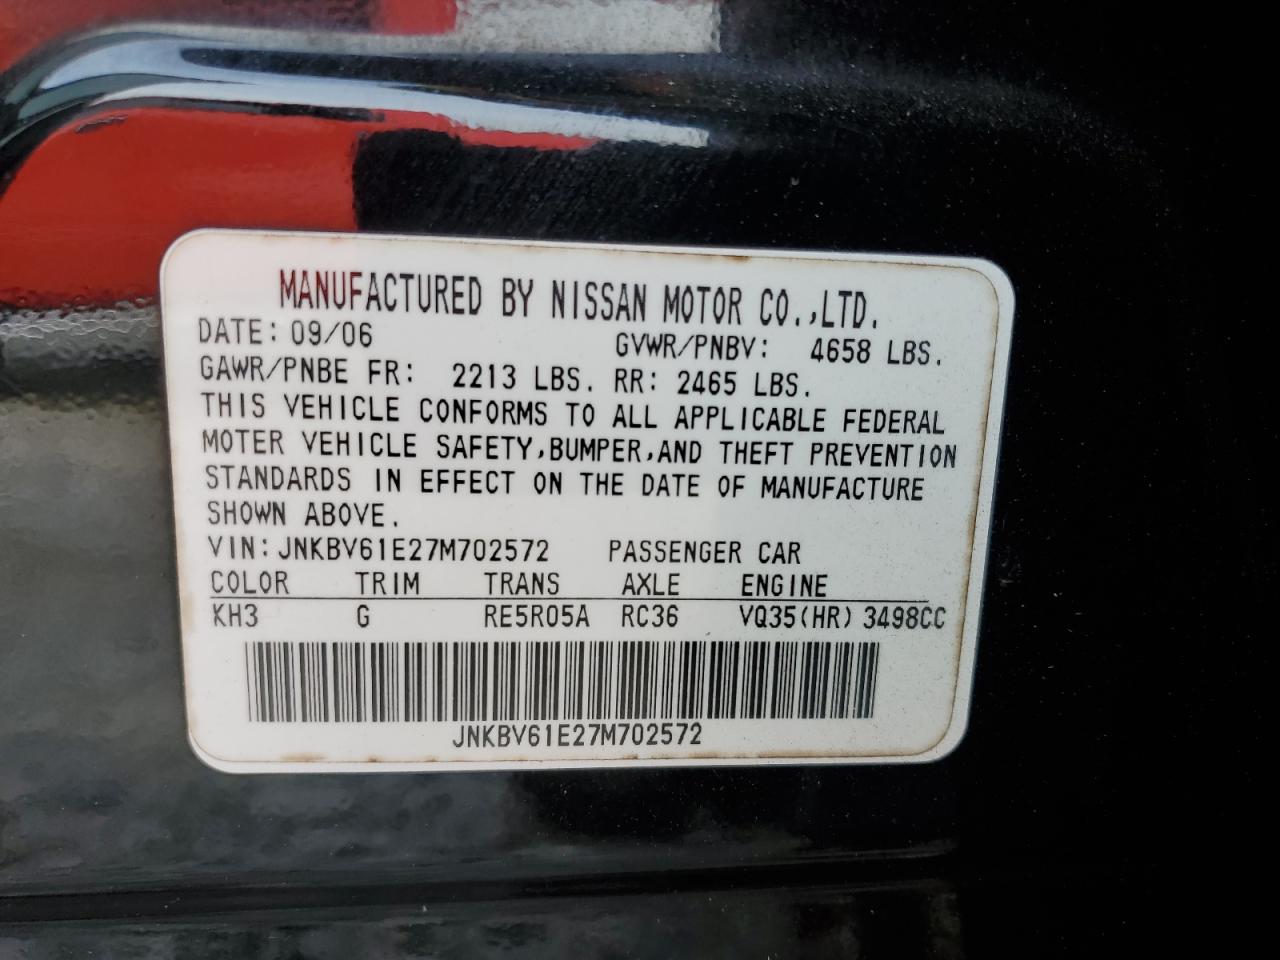 MANUFACTURED BY NISSAN MOTOR CO.,LTD.
DATE: 09/06 GVWR/PNBV: 4658 LBS.
GAWR/PNBE FR: 2213 LBS. RR: 2465 LBS.
THIS VEHICLE CONFORMS TO ALL APPLICABLE FEDERAL
MOTER VEHICLE SAFETY,BUMPER,AND THEFT PREVENTION
STANDARDS IN EFFECT ON THE DATE OF MANUFACTURE
SHOWN ABOVE.
VIN: JNKBV61E27M702572 PASSENGER CAR
COLOR TRIM TRANS AXLE ENGINE
KH3 G RE5R05A RC36 VQ35(HR) 3498CC
JNKBV61E27M702572